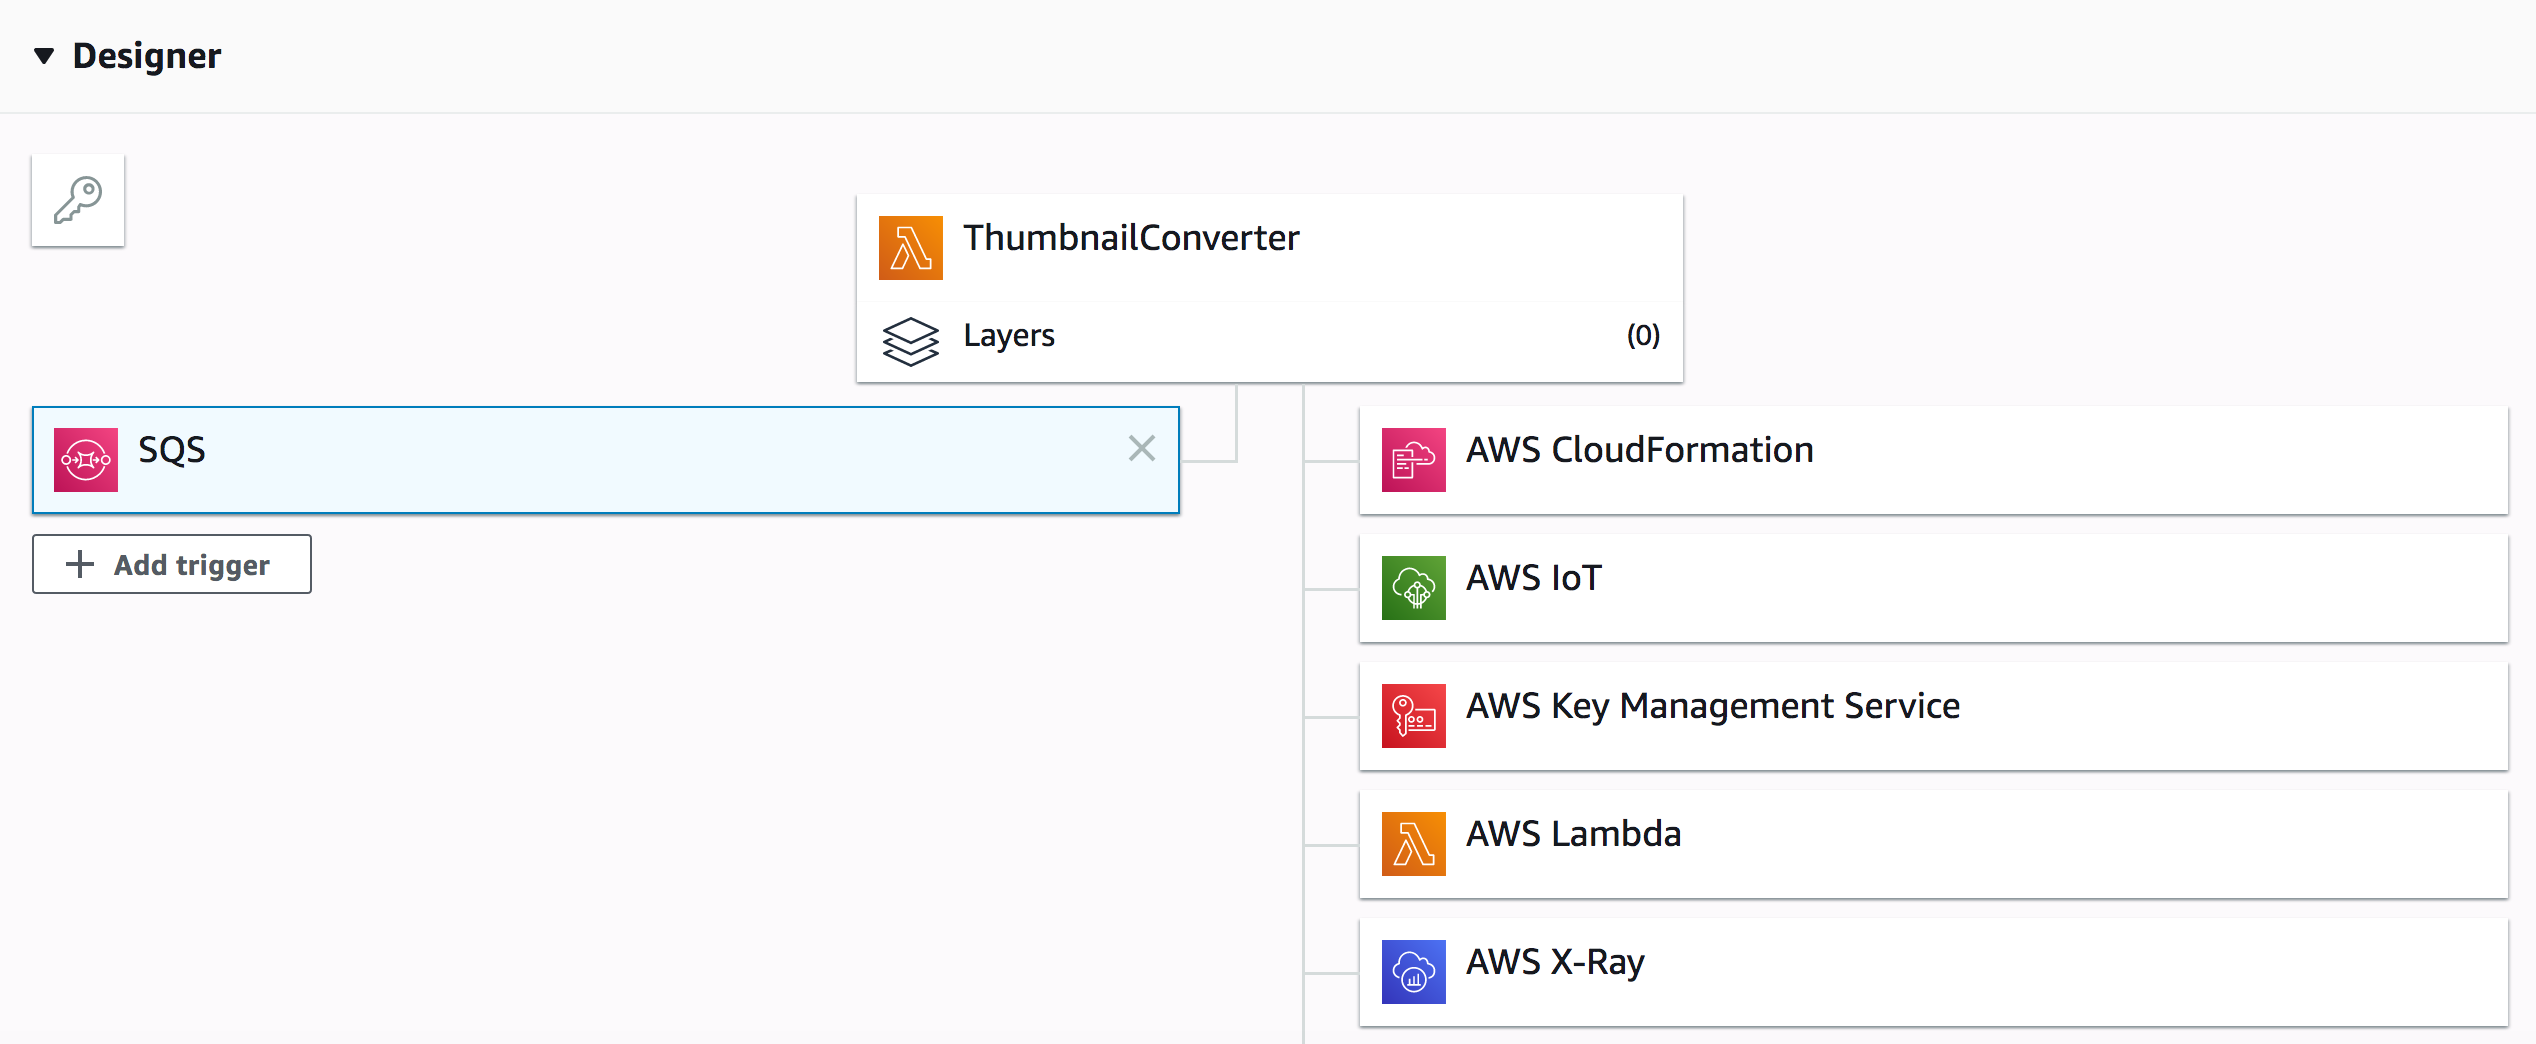 Designer
ThumbnailConverter
Layers (0)
SQS
Add trigger
AWS CloudFormation
AWS IoT
AWS Key Management Service
AWS Lambda
AWS X-Ray